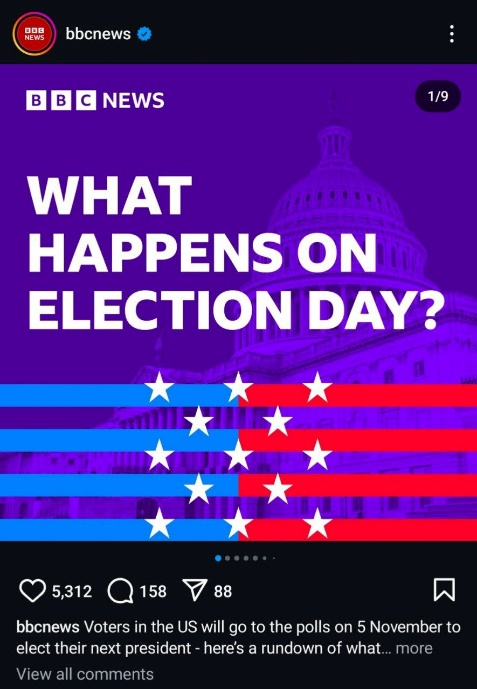 BBC NEWS
bbcnews
BBC NEWS
1/9
WHAT
HAPPENS ON
ELECTION DAY?
5,312 158 88
bbcnews Voters in the US will go to the polls on 5 November to
elect their next president - here's a rundown of what... more
View all comments